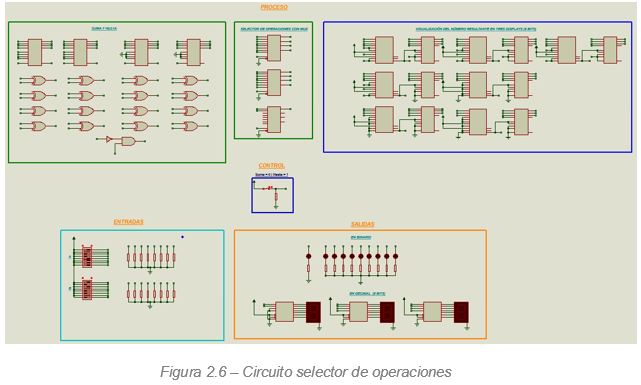 PROCESO
SUMA Y RESTA
SELECTOR DE OPERACIONES CON MUX
VISUALIZACIÓN DEL NÚMERO RESULTANTE EN TRES DISPLAYS (8 BITS)
CONTROL
Suma = 0 | Resta = 1
ENTRADAS
SALIDAS
EN BINARIO
EN DECIMAL (8 BITS)
Figura 2.6 – Circuito selector de operaciones